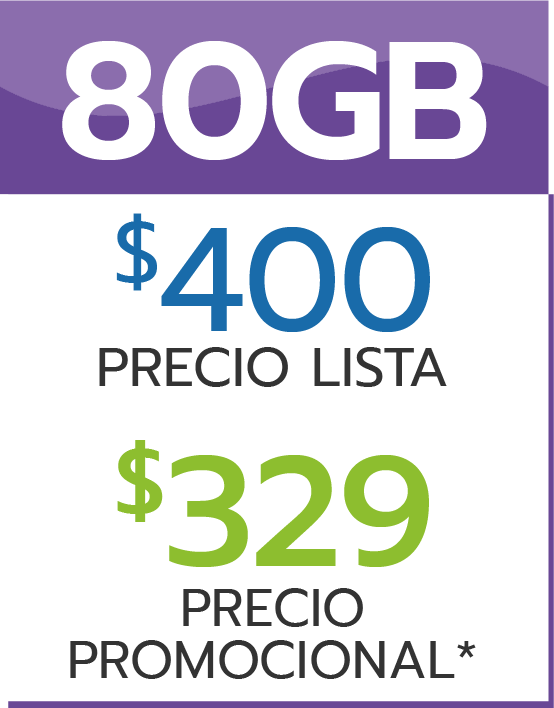 80GB
$400
PRECIO LISTA
$329
PRECIO
PROMOCIONAL*